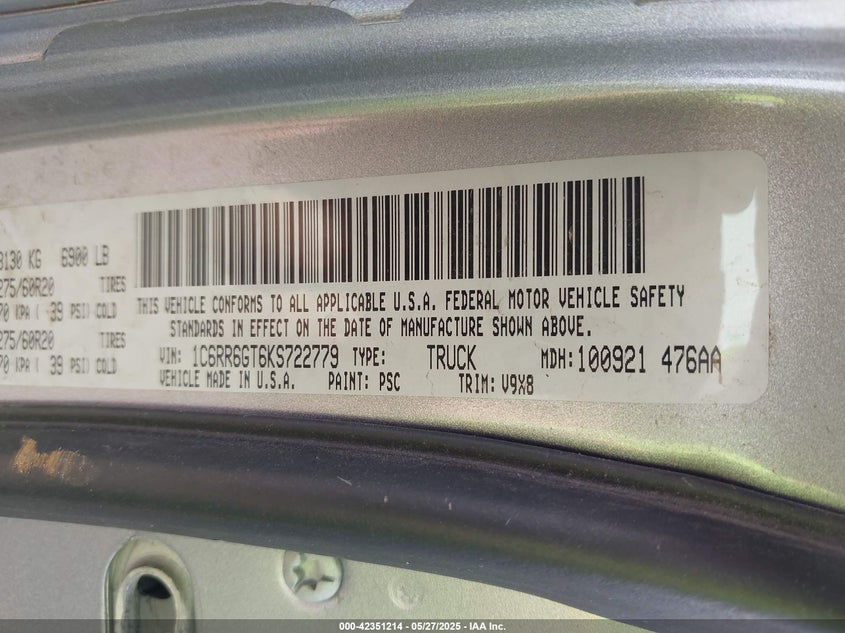 3130 KG 6900 LB
275/60R20 TIRES
70 KPA ( 39 PSI) COLD
275/60R20 TIRES
70 KPA ( 39 PSI) COLD
THIS VEHICLE CONFORMS TO ALL APPLICABLE U.S.A. FEDERAL MOTOR VEHICLE SAFETY
STANDARDS IN EFFECT ON THE DATE OF MANUFACTURE SHOWN ABOVE.
VIN: 1C6RR6GT6KS722779 TYPE: TRUCK MDH: 100921 476AA
VEHICLE MADE IN U.S.A. PAINT: PSC TRIM: V9X8
000-42351214 - 05/27/2025 - IAA Inc.